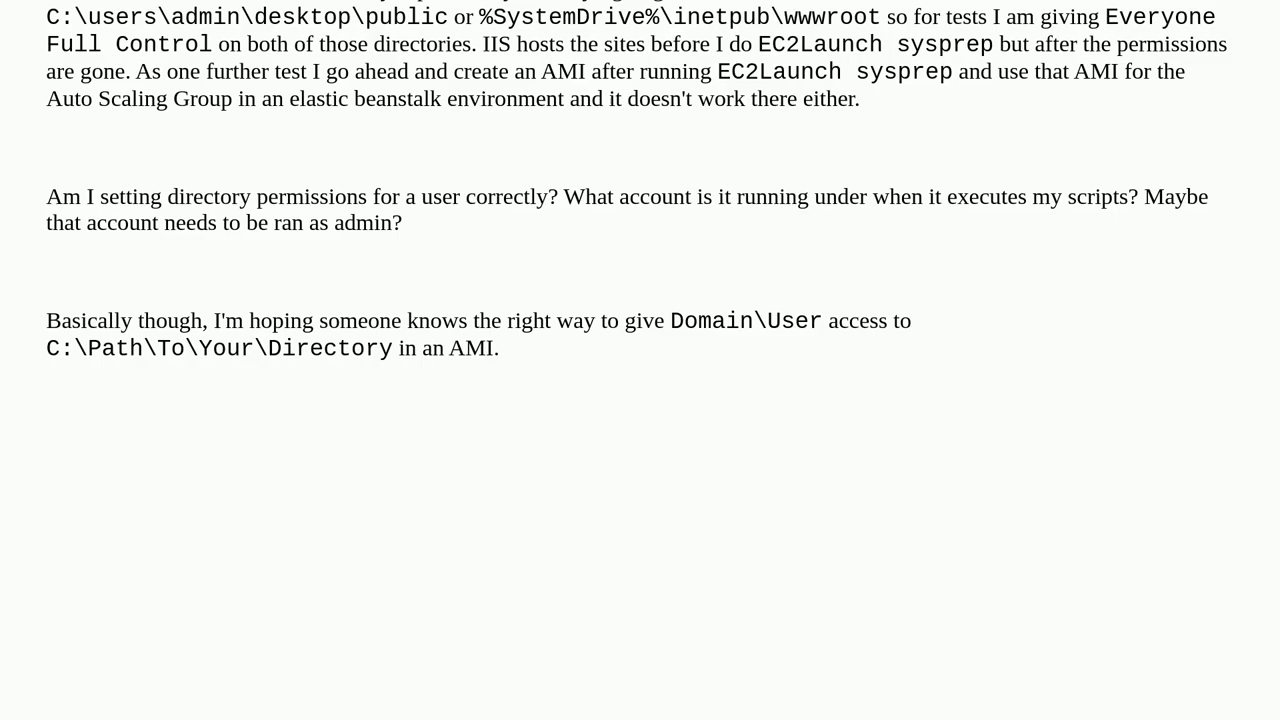 C:\users\admin\desktop\public or %SystemDrive%\inetpub\wwwroot so for tests I am giving Everyone
Full Control on both of those directories. IIS hosts the sites before I do EC2Launch sysprep but after the permissions
are gone. As one further test I go ahead and create an AMI after running EC2Launch sysprep and use that AMI for the
Auto Scaling Group in an elastic beanstalk environment and it doesn't work there either.
Am I setting directory permissions for a user correctly? What account is it running under when it executes my scripts? Maybe
that account needs to be ran as admin?
Basically though, I'm hoping someone knows the right way to give Domain\User access to
C:\Path\To\Your\Directory in an AMI.